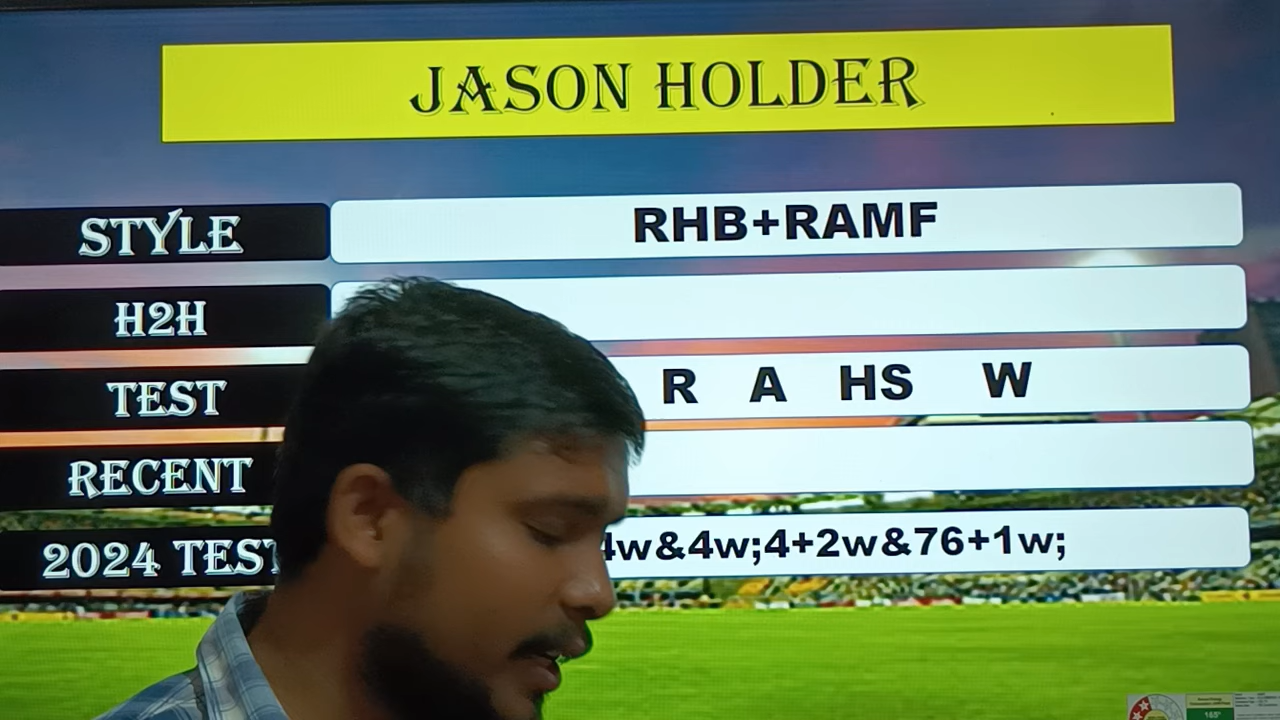 JASON HOLDER
STYLE RHB+RAMF
H2H
TEST R A HS W
RECENT
2024 TEST 4w&4w;4+2w&76+1w;